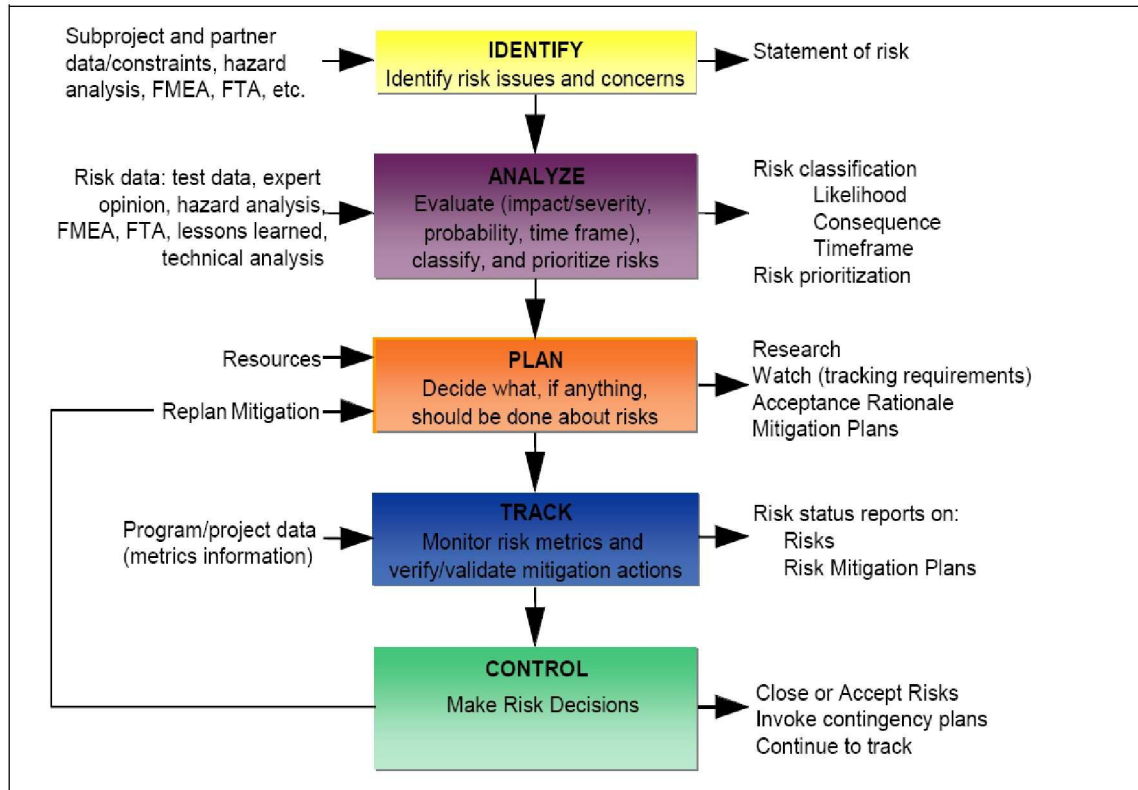 Subproject and partner
data/constraints, hazard
analysis, FMEA, FTA, etc.
IDENTIFY
Identify risk issues and concerns
Statement of risk
Risk data: test data, expert
opinion, hazard analysis,
FMEA, FTA, lessons learned,
technical analysis
ANALYZE
Evaluate (impact/severity,
probability, time frame),
classify, and prioritize risks
Risk classification
Likelihood
Consequence
Timeframe
Risk prioritization
Resources
Replan Mitigation
PLAN
Decide what, if anything,
should be done about risks
Research
Watch (tracking requirements)
Acceptance Rationale
Mitigation Plans
Program/project data
(metrics information)
TRACK
Monitor risk metrics and
verify/validate mitigation actions
Risk status reports on:
Risks
Risk Mitigation Plans
CONTROL
Make Risk Decisions
Close or Accept Risks
Invoke contingency plans
Continue to track